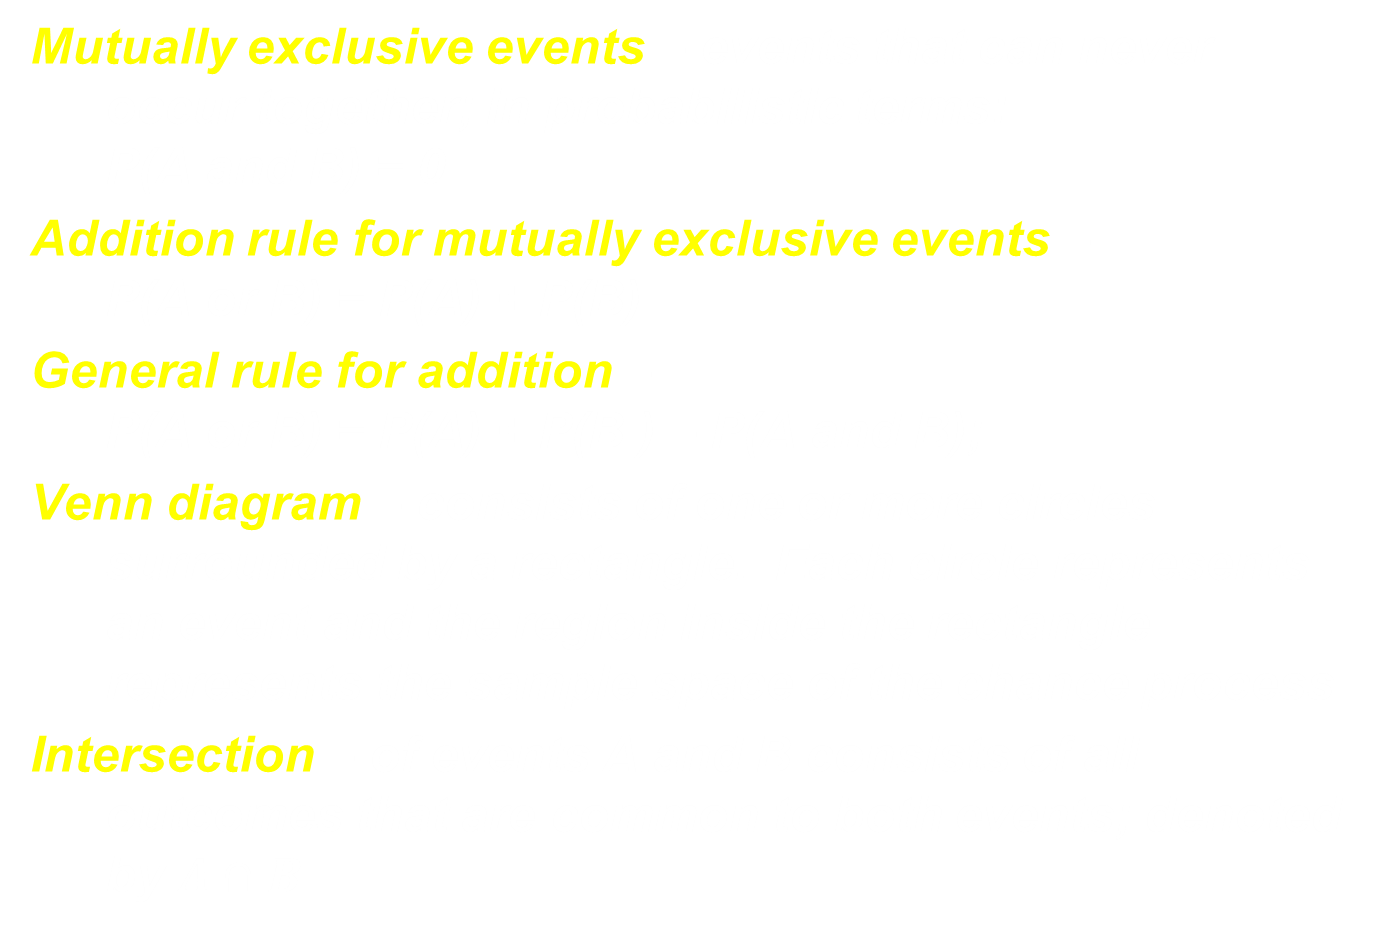 Mutually exclusive events
Addition rule for mutually exclusive events
General rule for addition
Venn diagram
Intersection